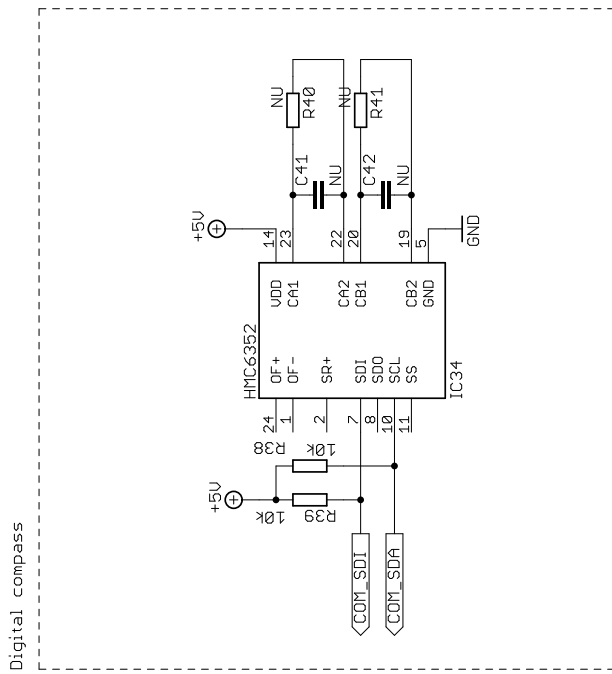 Digital compass
NU
R40
NU
R41
C41
NU
C42
NU
+5V
14
23
22
20
19
5
GND
VDD
CA1
CA2
CB1
CB2
GND
HMC6352
IC34
OF+
OF-
SR+
SDI
SDO
SCL
SS
24
1
2
7
8
10
11
R38
10k
+5V
10k
R39
COM_SDI
COM_SDA